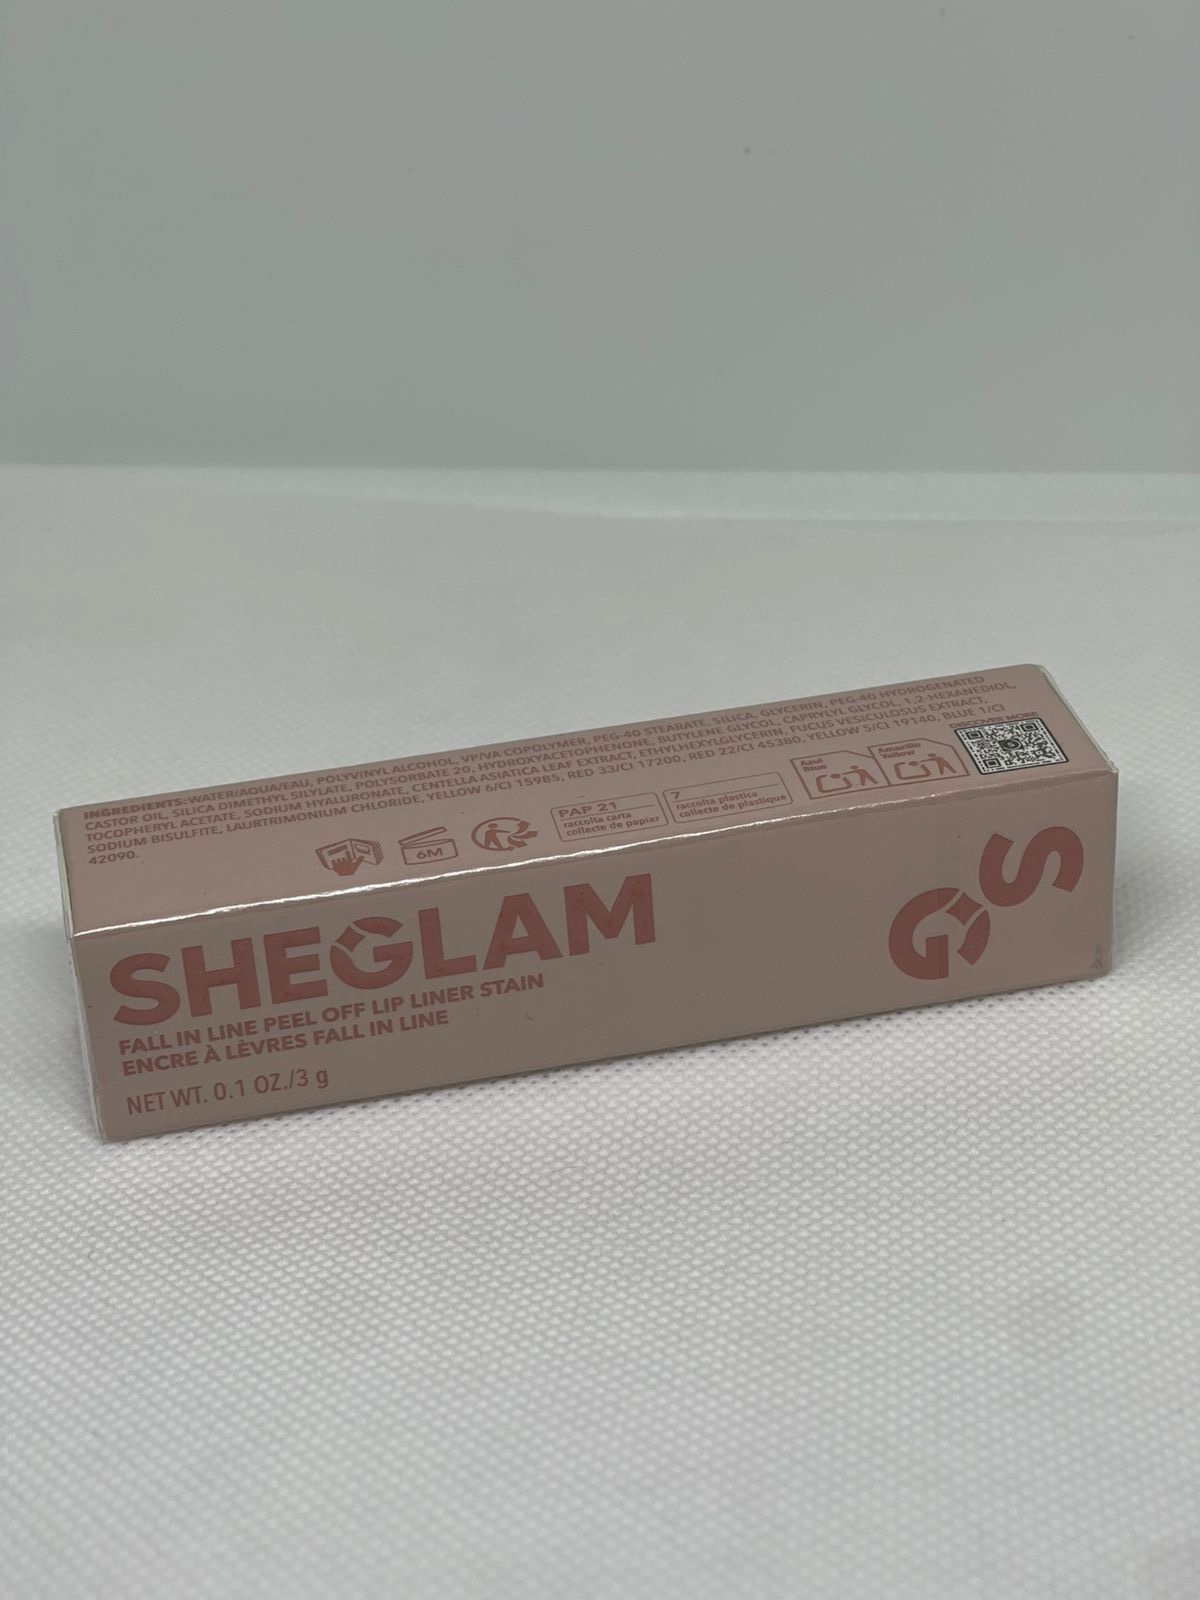 INGREDIENTS:WATER/AQUA/EAU, POLYVINYL ALCOHOL, VP/VA COPOLYMER, PEG-40 STEARATE, SILICA, GLYCERIN, PEG-40 HYDROGENATED
CASTOR OIL, SILICA DIMETHYL SILYLATE, POLYSORBATE 20, HYDROXYACETOPHENONE, BUTYLENE GLYCOL, CAPRYLYL GLYCOL, 1,2-HEXANEDIOL,
TOCOPHERYL ACETATE, SODIUM HYALURONATE, CENTELLA ASIATICA LEAF EXTRACT, ETHYLHEXYLGLYCERIN, FUCUS VESICULOSUS EXTRACT,
SODIUM BISULFITE, LAURTRIMONIUM CHLORIDE, YELLOW 6/CI 15985, RED 33/CI 17200, RED 22/CI 45380, YELLOW 5/CI 19140, BLUE 1/CI
42090.
DISCOVER MORE
6M
PAP 21
raccolta carta
collecte de papier
7
raccolta plastica
collecte de plastique
Azul
Blue
Amarillo
Yellow
SHEGLAM
FALL IN LINE PEEL OFF LIP LINER STAIN
ENCRE À LÈVRES FALL IN LINE
NET WT. 0.1 OZ./3 g
GS